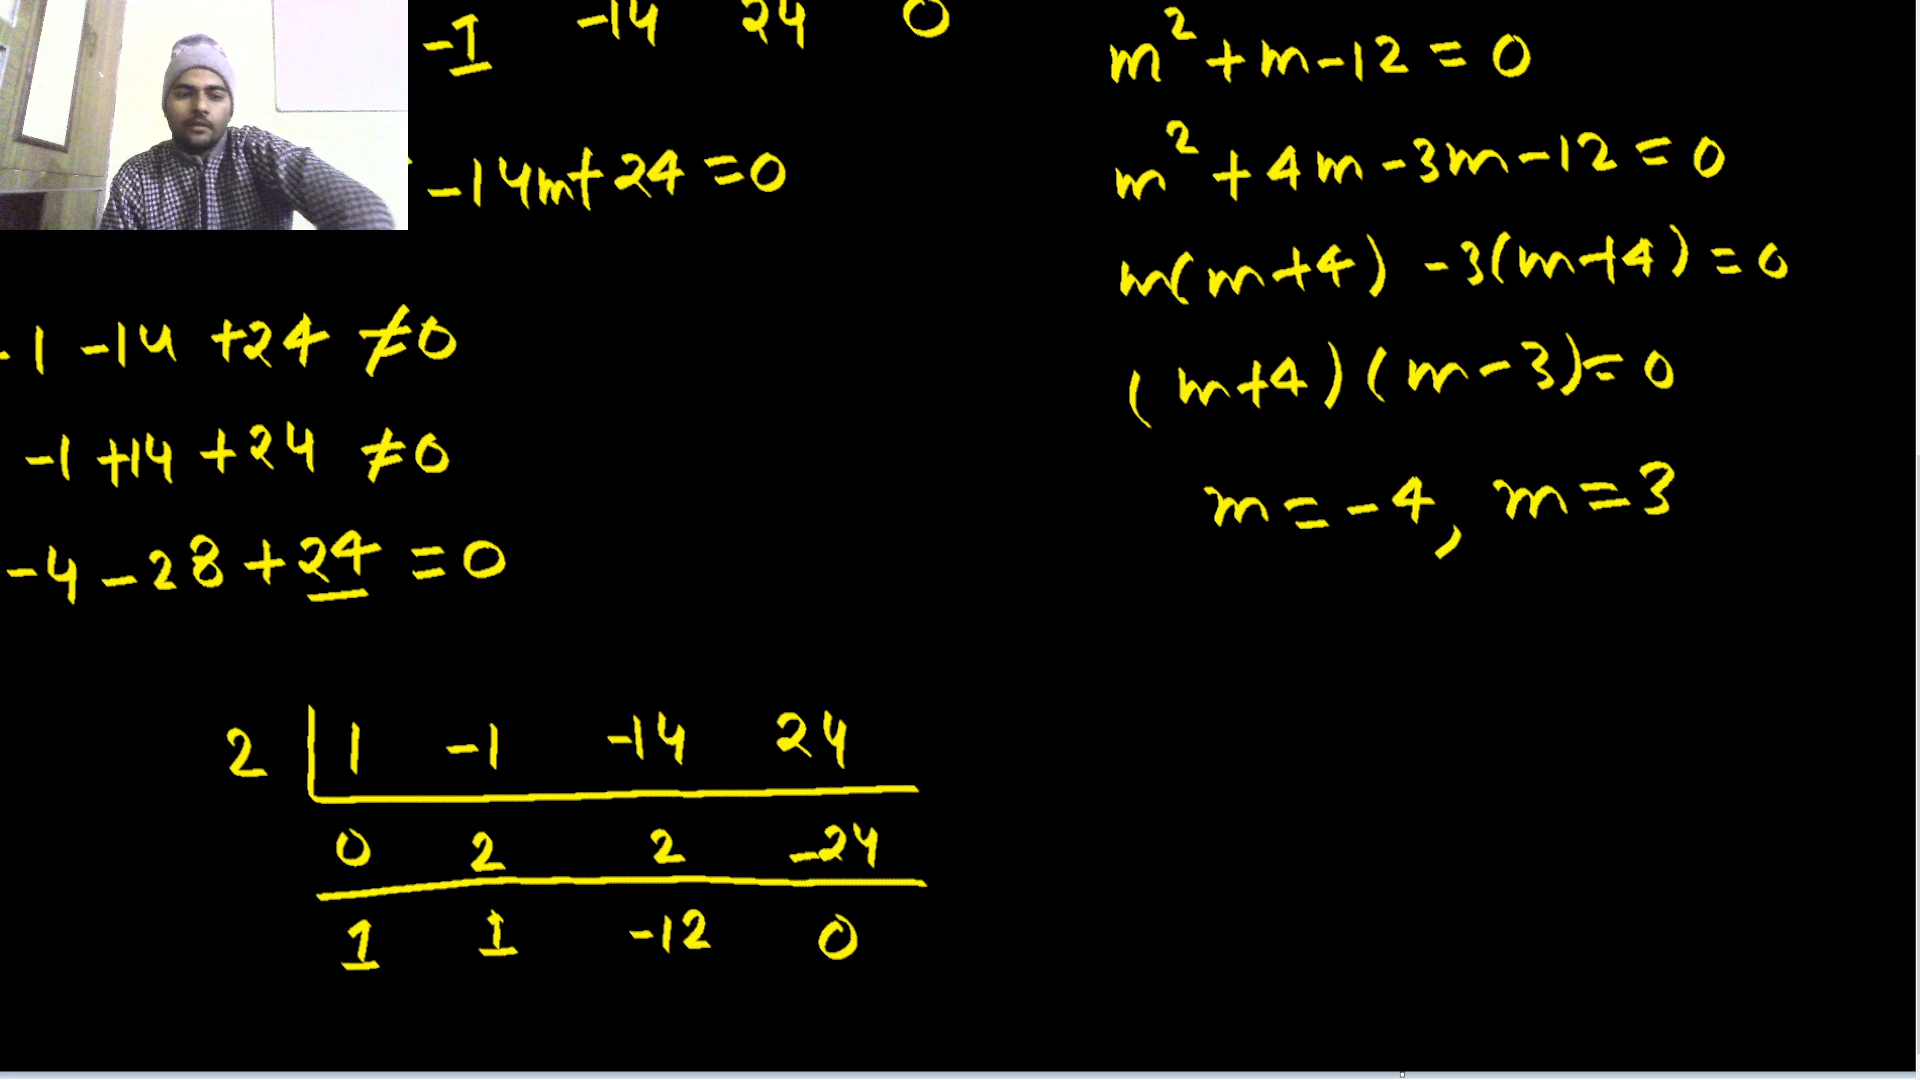 -1 -14 24 0
-14m+24=0
-1 -14 +24 ≠0
-1 +14 +24 ≠0
-4 -28 +24 =0
2 | 1 -1 -14 24
0 2 2 -24
1 1 -12 0
m²+m-12=0
m²+4m-3m-12=0
m(m+4) -3(m+4)=0
(m+4)(m-3)=0
m=-4, m=3